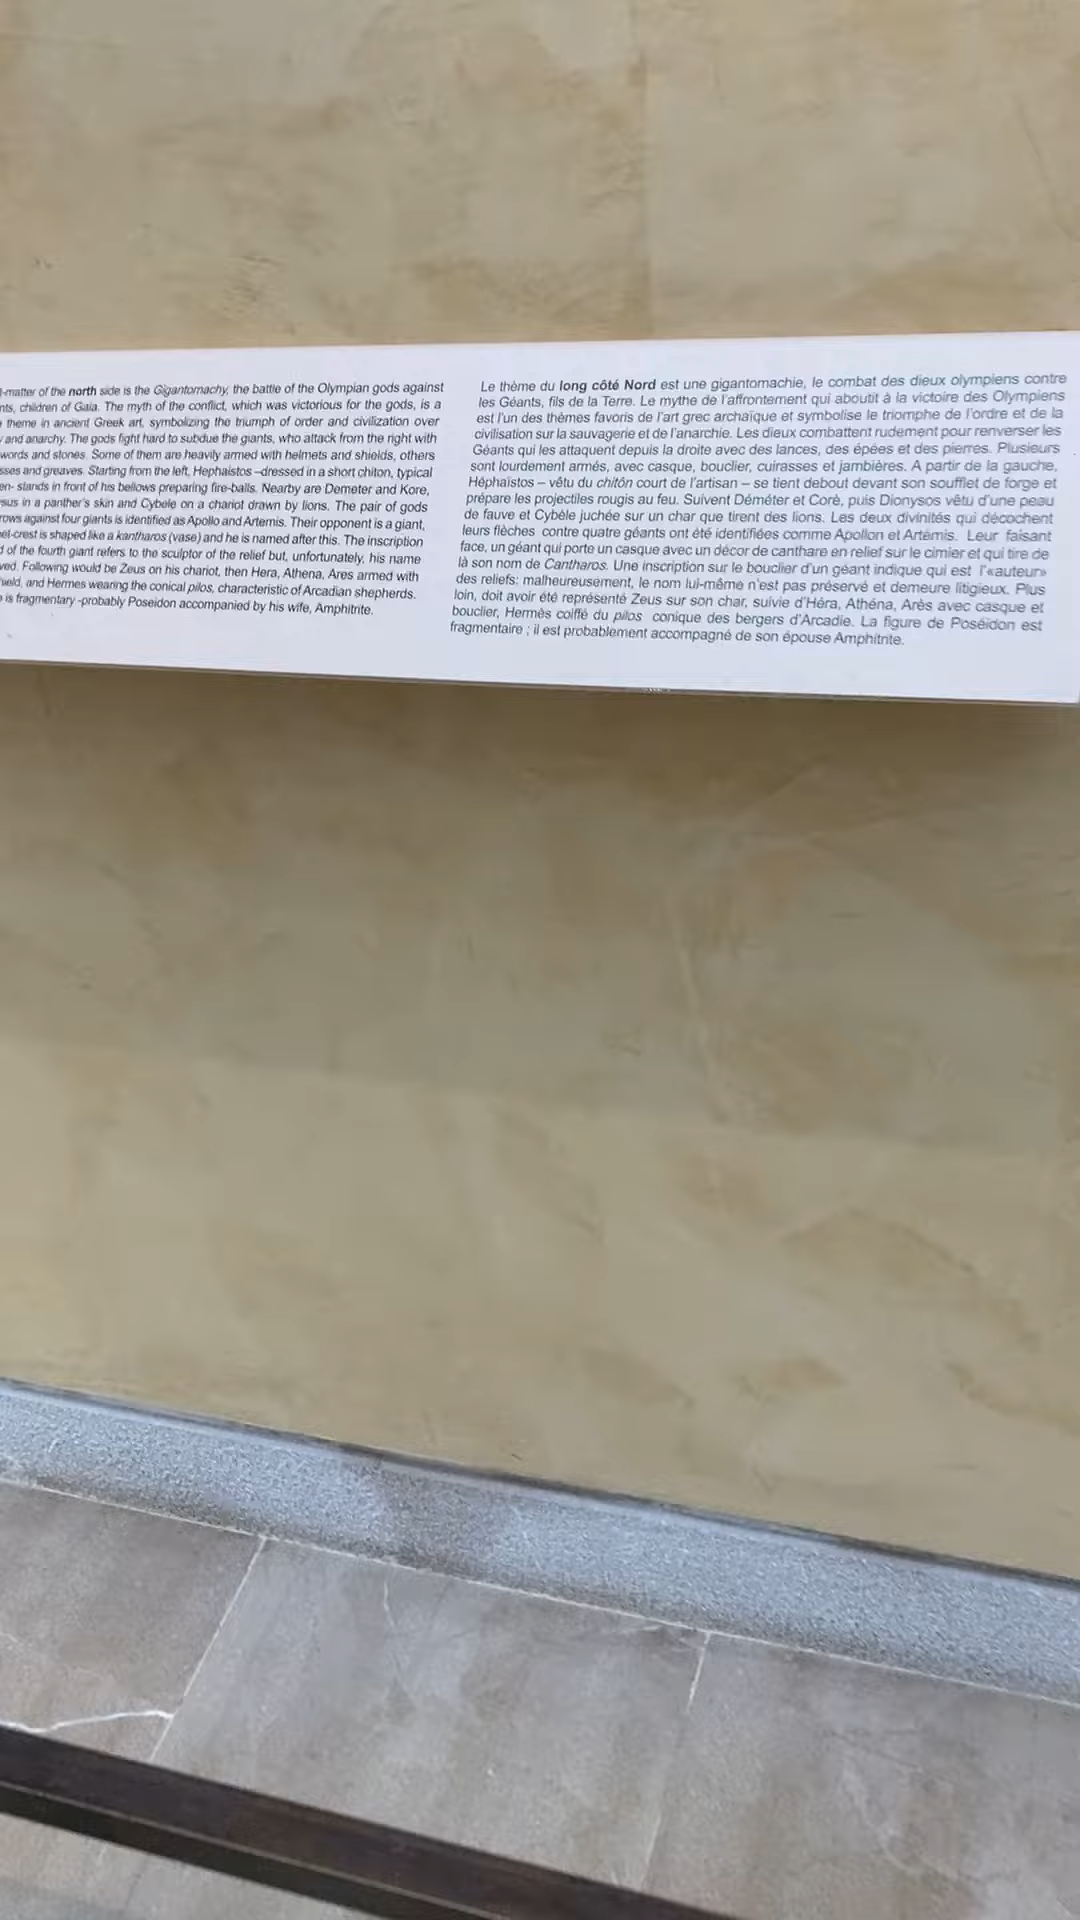 -matter of the north side is the Gigantomachy, the battle of the Olympian gods against
nts, children of Gaia. The myth of the conflict, which was victorious for the gods, is a
theme in ancient Greek art, symbolizing the triumph of order and civilization over
and anarchy. The gods fight hard to subdue the giants, who attack from the right with
words and stones. Some of them are heavily armed with helmets and shields, others
sses and greaves. Starting from the left, Hephaistos –dressed in a short chiton, typical
en- stands in front of his bellows preparing fire-balls. Nearby are Demeter and Kore,
sus in a panther's skin and Cybele on a chariot drawn by lions. The pair of gods
rows against four giants is identified as Apollo and Artemis. Their opponent is a giant,
et-crest is shaped like a kantharos (vase) and he is named after this. The inscription
d of the fourth giant refers to the sculptor of the relief but, unfortunately, his name
ved. Following would be Zeus on his chariot, then Hera, Athena, Ares armed with
ield, and Hermes wearing the conical pilos, characteristic of Arcadian shepherds.
is fragmentary -probably Poseidon accompanied by his wife, Amphitrite.
Le thème du long côté Nord est une gigantomachie, le combat des dieux olympiens contre
les Géants, fils de la Terre. Le mythe de l'affrontement qui aboutit à la victoire des Olympiens
est l'un des thèmes favoris de l'art grec archaïque et symbolise le triomphe de l'ordre et de la
civilisation sur la sauvagerie et de l'anarchie. Les dieux combattent rudement pour renverser les
Géants qui les attaquent depuis la droite avec des lances, des épées et des pierres. Plusieurs
sont lourdement armés, avec casque, bouclier, cuirasses et jambières. A partir de la gauche,
Héphaïstos – vêtu du chitôn court de l'artisan – se tient debout devant son soufflet de forge et
prépare les projectiles rougis au feu. Suivent Déméter et Corè, puis Dionysos vêtu d'une peau
de fauve et Cybèle juchée sur un char que tirent des lions. Les deux divinités qui décochent
leurs flèches contre quatre géants ont été identifiées comme Apollon et Artémis. Leur faisant
face, un géant qui porte un casque avec un décor de canthare en relief sur le cimier et qui tire de
là son nom de Cantharos. Une inscription sur le bouclier d'un géant indique qui est l'«auteur»
des reliefs: malheureusement, le nom lui-même n'est pas préservé et demeure litigieux. Plus
loin, doit avoir été représenté Zeus sur son char, suivie d'Héra, Athéna, Arès avec casque et
bouclier, Hermès coiffé du pilos conique des bergers d'Arcadie. La figure de Poséidon est
fragmentaire ; il est probablement accompagné de son épouse Amphitrite.